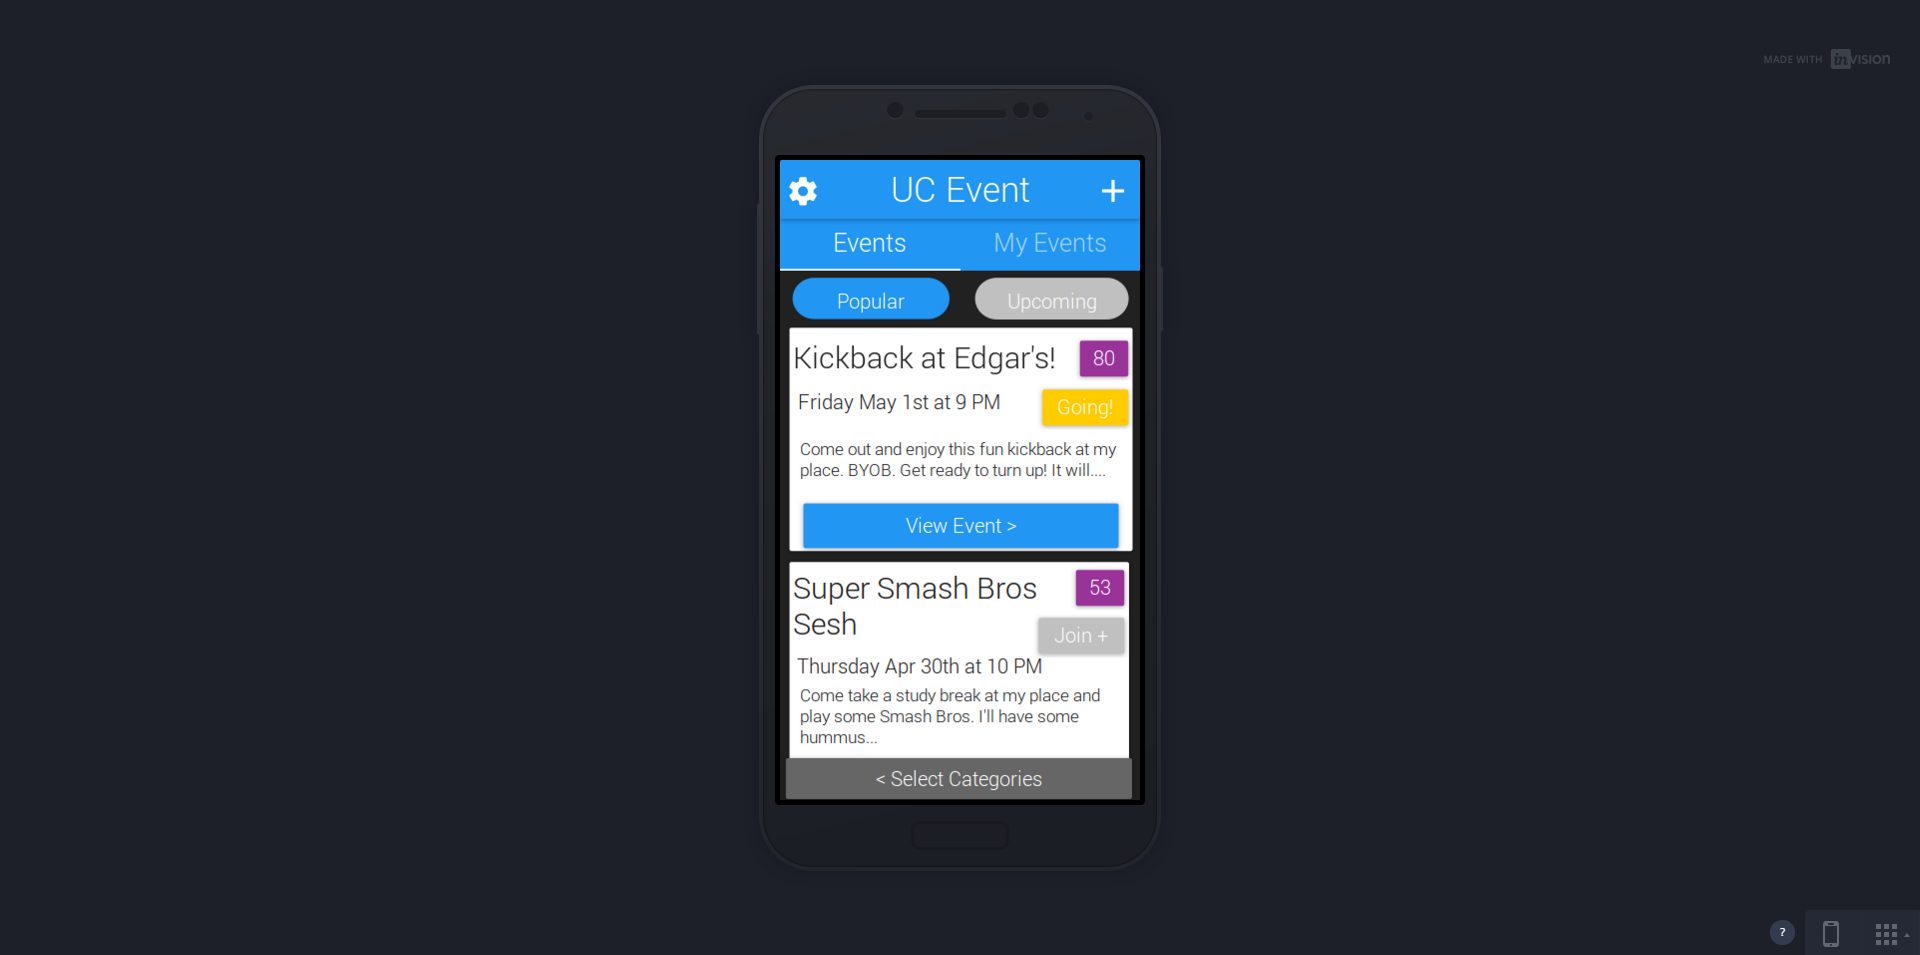 MADE WITH invision
UC Event
Events
My Events
Popular
Upcoming
Kickback at Edgar's!
80
Friday May 1st at 9 PM
Going!
Come out and enjoy this fun kickback at my
place. BYOB. Get ready to turn up! It will....
View Event >
Super Smash Bros
Sesh
53
Join +
Thursday Apr 30th at 10 PM
Come take a study break at my place and
play some Smash Bros. I'll have some
hummus...
< Select Categories
?